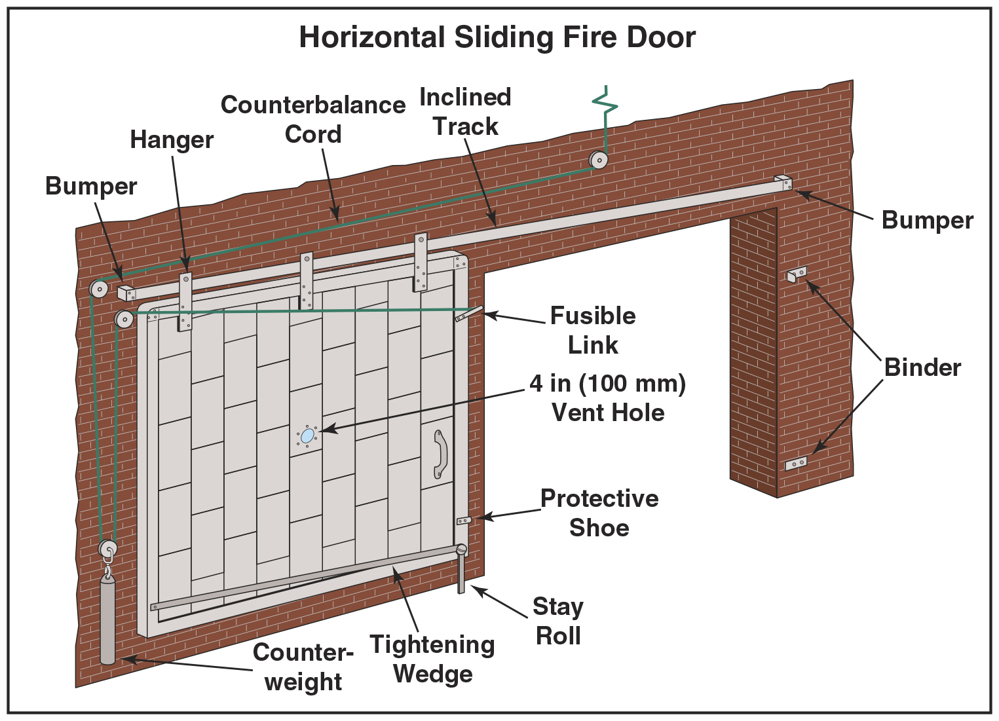 Horizontal Sliding Fire Door
Counterbalance
Cord
Inclined
Track
Hanger
Bumper
Bumper
Fusible
Link
Binder
4 in (100 mm)
Vent Hole
Protective
Shoe
Stay
Roll
Tightening
Wedge
Counter-
weight